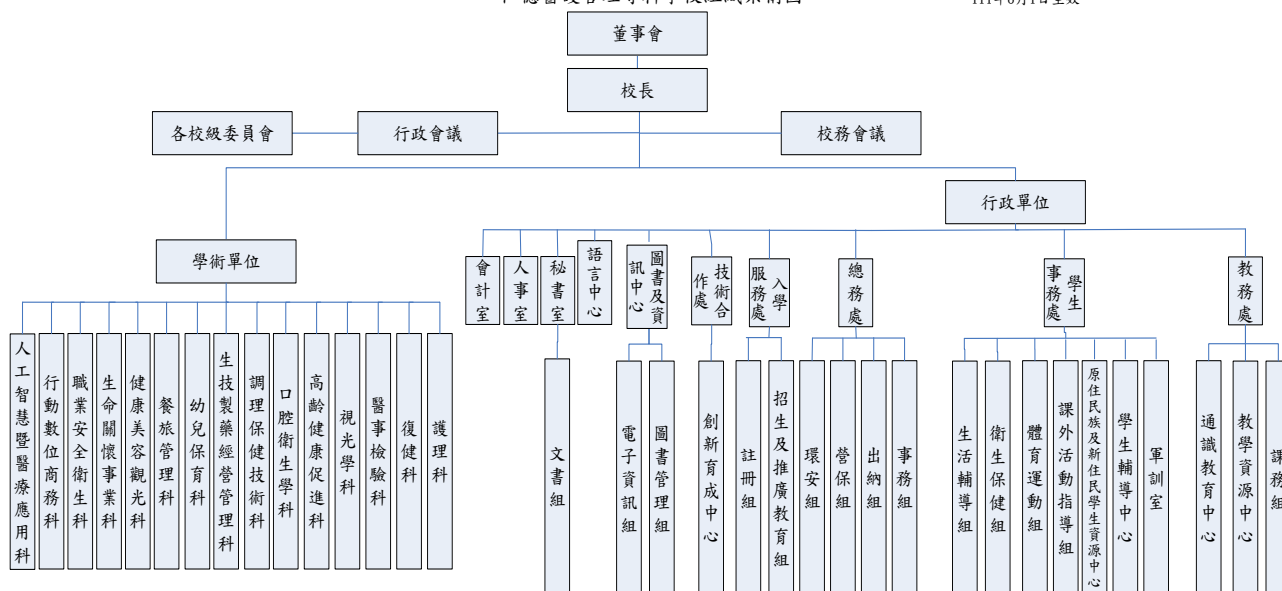 董事會
校長
各校級委員會
行政會議
校務會議
行政單位
學術單位
會計室
人事室
秘書室
語言中心
圖書及資訊中心
技術合作處
入學服務處
總務處
學生事務處
教務處
人工智慧暨醫療應用科
行動數位商務科
職業安全衛生科
生命關懷事業科
健康美容觀光科
餐旅管理科
幼兒保育科
生技製藥經營管理科
調理保健技術科
口腔衛生學科
高齡健康促進科
視光學科
醫事檢驗科
復健科
護理科
文書組
電子資訊組
圖書管理組
創新育成中心
註冊組
招生及推廣教育組
環安組
營保組
出納組
事務組
生活輔導組
衛生保健組
體育運動組
課外活動指導組
原住民族及新住民學生資源中心
學生輔導中心
軍訓室
通識教育中心
教學資源中心
課務組